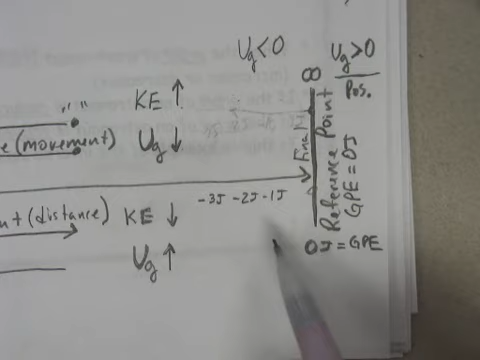 Ug<0
Ug>0
Pos.
∞
" "
KE ↑
e (movement)
Ug ↓
Final
Reference Point
GPE = 0J
-3J -2J -1J
nt (distance) KE ↓
Ug ↑
0J = GPE